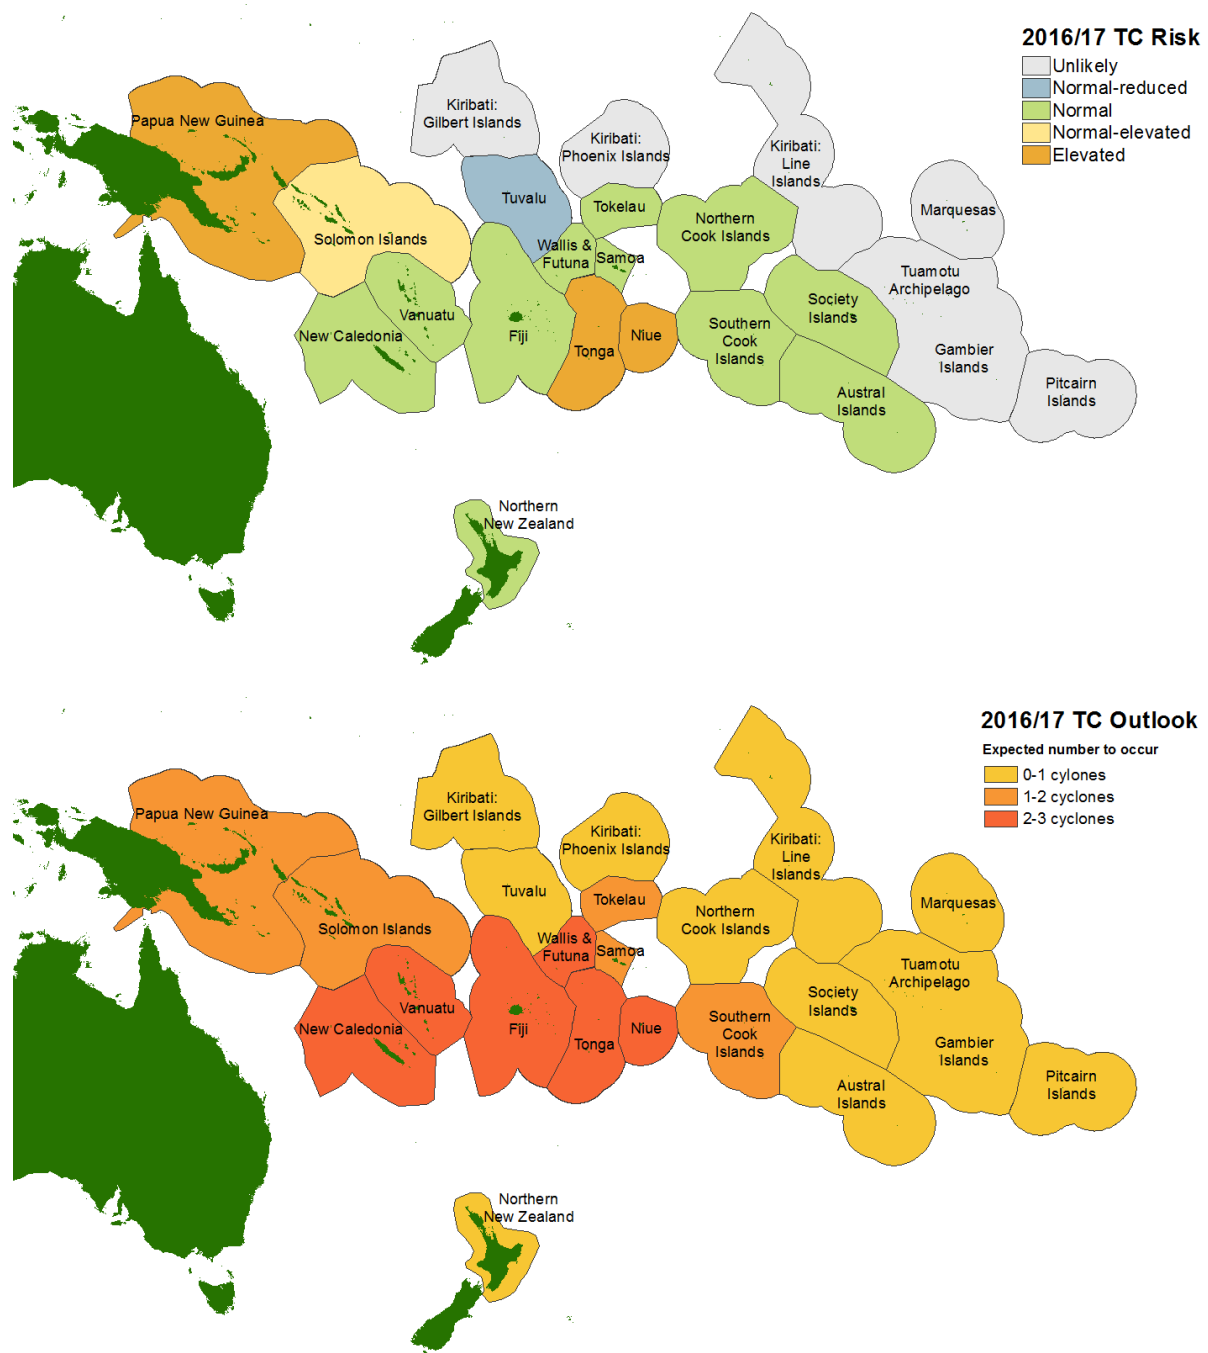 2016/17 TC Risk
Unlikely
Normal-reduced
Normal
Normal-elevated
Elevated
Papua New Guinea
Kiribati:
Gilbert Islands
Kiribati:
Phoenix Islands
Kiribati:
Line
Islands
Marquesas
Tuvalu
Tokelau
Northern
Cook Islands
Solomon Islands
Wallis &
Futuna
Samoa
Tuamotu
Archipelago
Society
Islands
Vanuatu
New Caledonia
Fiji
Tonga
Niue
Southern
Cook
Islands
Gambier
Islands
Austral
Islands
Pitcairn
Islands
Northern
New Zealand
2016/17 TC Outlook
Expected number to occur
0-1 cylones
1-2 cyclones
2-3 cyclones
Papua New Guinea
Kiribati:
Gilbert Islands
Kiribati:
Phoenix Islands
Kiribati:
Line
Islands
Marquesas
Tuvalu
Tokelau
Northern
Cook Islands
Solomon Islands
Wallis &
Futuna
Samoa
Tuamotu
Archipelago
Society
Islands
Vanuatu
New Caledonia
Fiji
Tonga
Niue
Southern
Cook
Islands
Gambier
Islands
Austral
Islands
Pitcairn
Islands
Northern
New Zealand